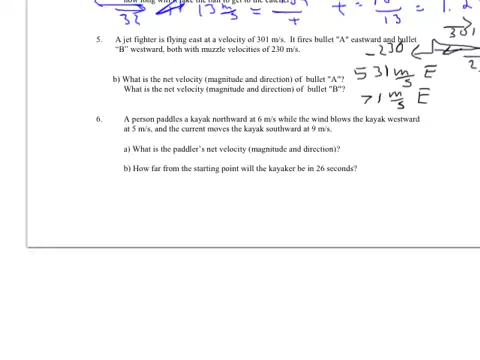 how long will it take the ball to get to the catcher
32 13 m/s = t t = 13 = 1.2
5. A jet fighter is flying east at a velocity of 301 m/s. It fires bullet "A" eastward and bullet
"B" westward, both with muzzle velocities of 230 m/s.
301
-230
b) What is the net velocity (magnitude and direction) of bullet "A"?
531 m/s E
What is the net velocity (magnitude and direction) of bullet "B"?
71 m/s E
6. A person paddles a kayak northward at 6 m/s while the wind blows the kayak westward
at 5 m/s, and the current moves the kayak southward at 9 m/s.
a) What is the paddler's net velocity (magnitude and direction)?
b) How far from the starting point will the kayaker be in 26 seconds?